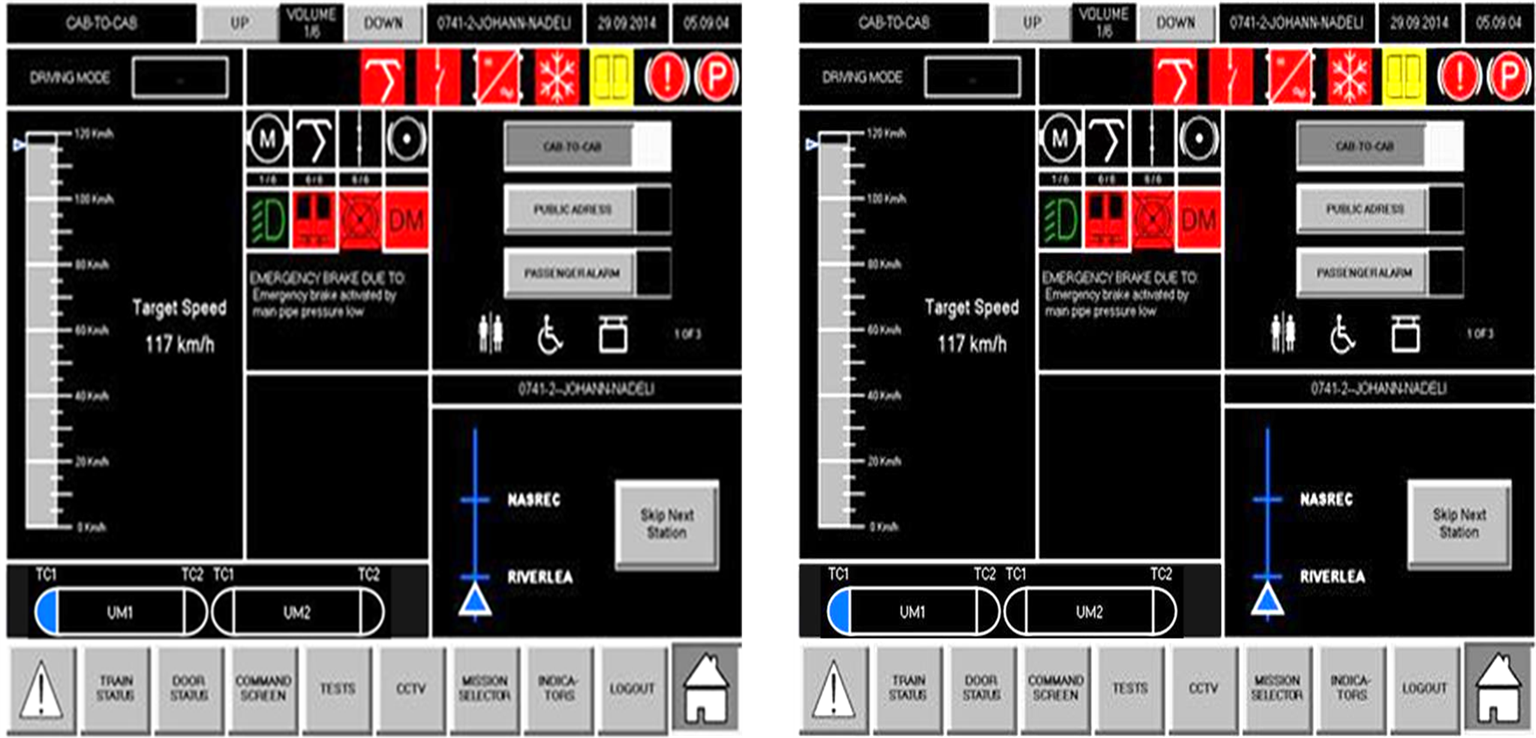 CAB-TO-CAB
UP
VOLUME
1/6
DOWN
0741-2-JOHANN-NADELI
29.09.2014
05.09.04
DRIVING MODE
-
P
120 Km/h
100 Km/h
80 Km/h
60 Km/h
40 Km/h
20 Km/h
0 Km/h
Target Speed
117 km/h
M
1/6
6/6
6/6
DM
EMERGENCY BRAKE DUE TO:
Emergency brake activated by
main pipe pressure low
CAB-TO-CAB
PUBLIC ADRESS
PASSENGER ALARM
1 OF 3
0741-2--JOHANN-NADELI
NASREC
RIVERLEA
Skip Next
Station
TC1
TC2
TC1
TC2
UM1
UM2
TRAIN
STATUS
DOOR
STATUS
COMMAND
SCREEN
TESTS
CCTV
MISSION
SELECTOR
INDICA-
TORS
LOGOUT
CAB-TO-CAB
UP
VOLUME
1/6
DOWN
0741-2-JOHANN-NADELI
29.09.2014
05.09.04
DRIVING MODE
-
P
120 Km/h
100 Km/h
80 Km/h
60 Km/h
40 Km/h
20 Km/h
0 Km/h
Target Speed
117 km/h
M
1/6
6/6
6/6
DM
EMERGENCY BRAKE DUE TO:
Emergency brake activated by
main pipe pressure low
CAB-TO-CAB
PUBLIC ADRESS
PASSENGER ALARM
1 OF 3
0741-2--JOHANN-NADELI
NASREC
RIVERLEA
Skip Next
Station
TC1
TC2
TC1
TC2
UM1
UM2
TRAIN
STATUS
DOOR
STATUS
COMMAND
SCREEN
TESTS
CCTV
MISSION
SELECTOR
INDICA-
TORS
LOGOUT